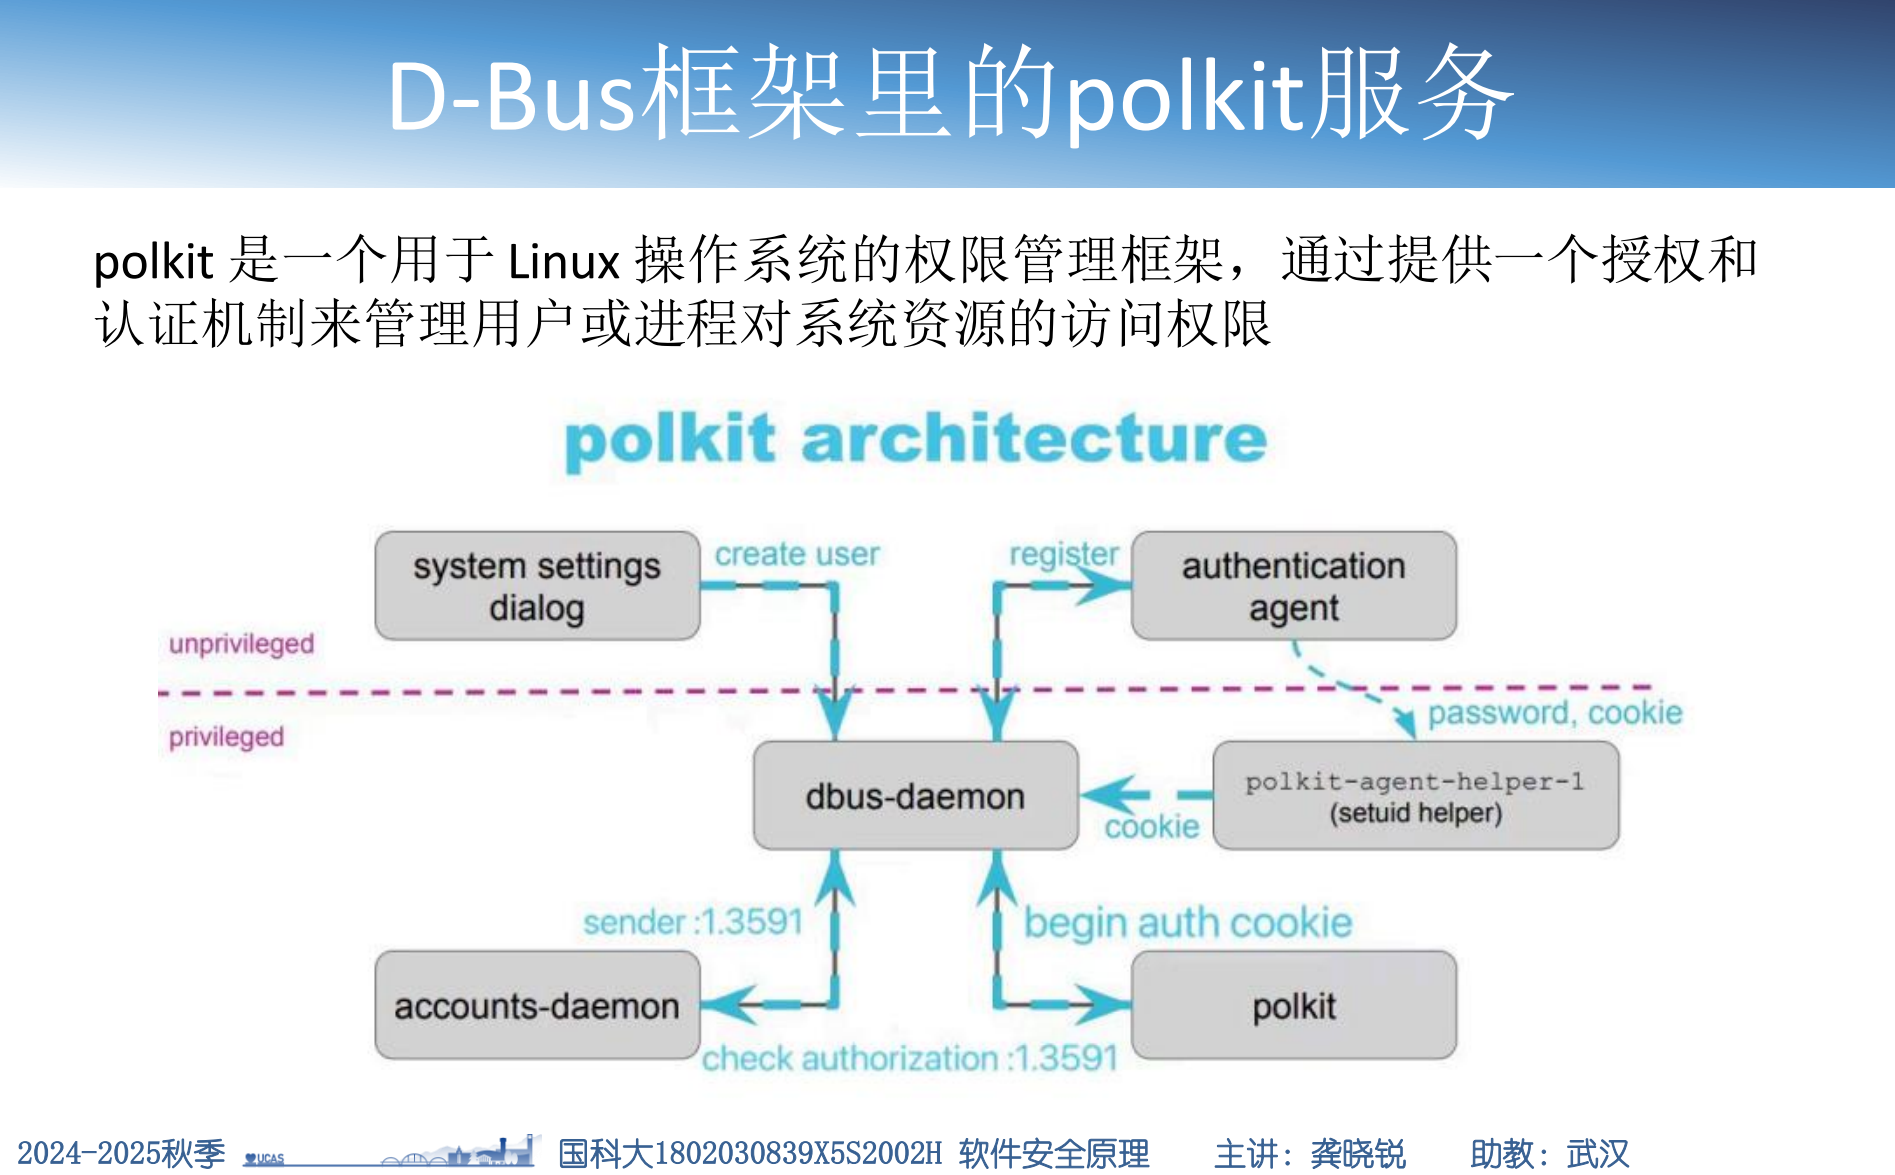 D-Bus框架里的polkit服务
polkit 是一个用于 Linux 操作系统的权限管理框架，通过提供一个授权和
认证机制来管理用户或进程对系统资源的访问权限
polkit architecture
system settings
dialog
create user
register
authentication
agent
unprivileged
privileged
password, cookie
dbus-daemon
polkit-agent-helper-1
(setuid helper)
cookie
sender :1.3591
begin auth cookie
accounts-daemon
polkit
check authorization :1.3591
2024-2025秋季 UCAS 国科大1802030839X5S2002H 软件安全原理 主讲：龚晓锐 助教：武汉